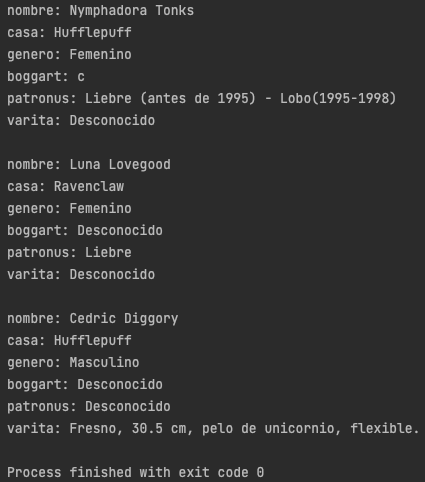 nombre: Nymphadora Tonks
casa: Hufflepuff
genero: Femenino
boggart: c
patronus: Liebre (antes de 1995) - Lobo(1995-1998)
varita: Desconocido
nombre: Luna Lovegood
casa: Ravenclaw
genero: Femenino
boggart: Desconocido
patronus: Liebre
varita: Desconocido
nombre: Cedric Diggory
casa: Hufflepuff
genero: Masculino
boggart: Desconocido
patronus: Desconocido
varita: Fresno, 30.5 cm, pelo de unicornio, flexible.
Process finished with exit code 0